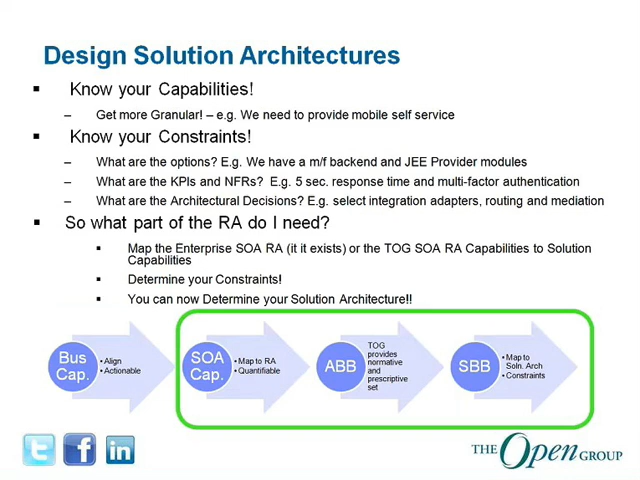 Design Solution Architectures
▪ Know your Capabilities!
– Get more Granular! – e.g. We need to provide mobile self service
▪ Know your Constraints!
– What are the options? E.g. We have a m/f backend and JEE Provider modules
– What are the KPIs and NFRs? E.g. 5 sec. response time and multi-factor authentication
– What are the Architectural Decisions? E.g. select integration adapters, routing and mediation
▪ So what part of the RA do I need?
▪ Map the Enterprise SOA RA (it it exists) or the TOG SOA RA Capabilities to Solution
Capabilities
▪ Determine your Constraints!
▪ You can now Determine your Solution Architecture!!
Bus
Cap.
• Align
• Actionable
SOA
Cap.
• Map to RA
• Quantifiable
ABB
TOG
provides
normative
and
prescriptive
set
SBB
• Map to
Soln. Arch
• Constraints
t f in
THE Open GROUP